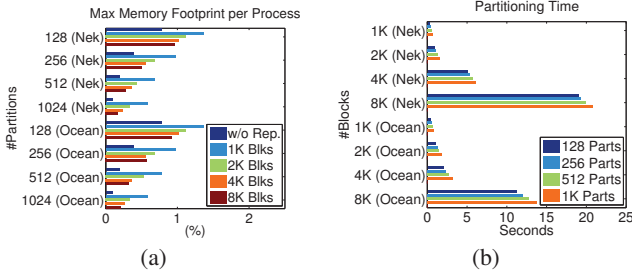 Max Memory Footprint per Process
#Partitions
128 (Nek)
256 (Nek)
512 (Nek)
1024 (Nek)
128 (Ocean)
256 (Ocean)
512 (Ocean)
1024 (Ocean)
w/o Rep.
1K Blks
2K Blks
4K Blks
8K Blks
0 1 2
(%)
(a)
Partitioning Time
#Blocks
1K (Nek)
2K (Nek)
4K (Nek)
8K (Nek)
1K (Ocean)
2K (Ocean)
4K (Ocean)
8K (Ocean)
128 Parts
256 Parts
512 Parts
1K Parts
0 5 10 15 20 25
Seconds
(b)